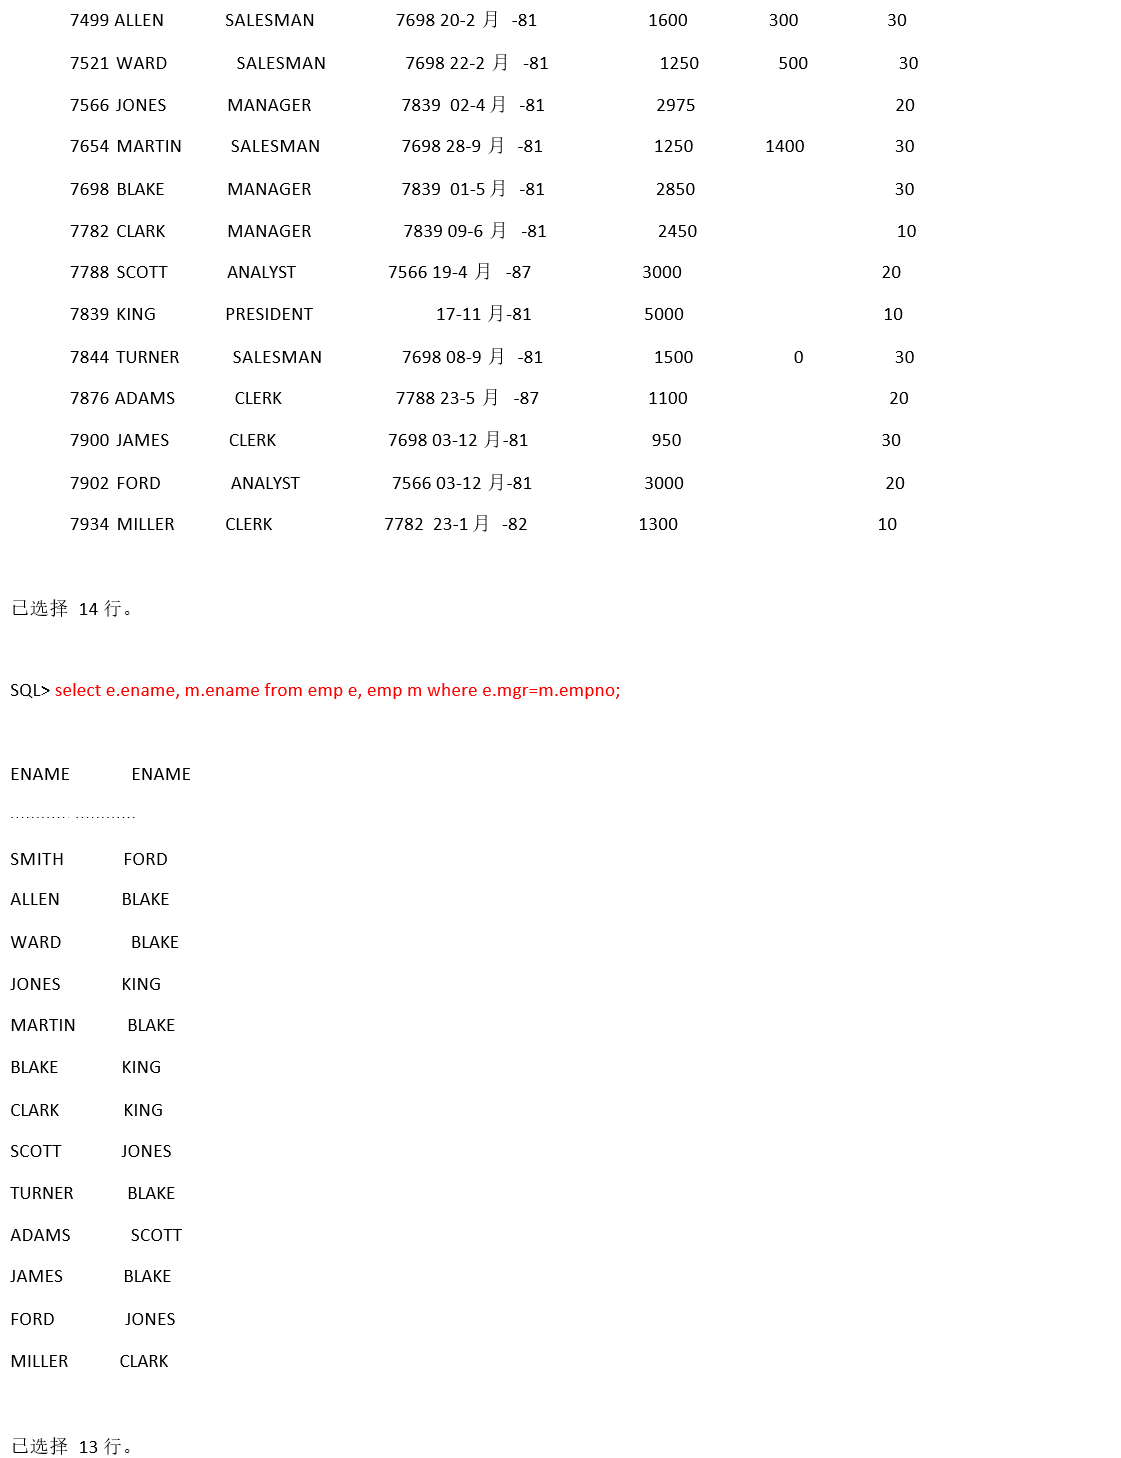 7499 ALLEN SALESMAN 7698 20-2 月 -81 1600 300 30
7521 WARD SALESMAN 7698 22-2 月 -81 1250 500 30
7566 JONES MANAGER 7839 02-4 月 -81 2975 20
7654 MARTIN SALESMAN 7698 28-9 月 -81 1250 1400 30
7698 BLAKE MANAGER 7839 01-5 月 -81 2850 30
7782 CLARK MANAGER 7839 09-6 月 -81 2450 10
7788 SCOTT ANALYST 7566 19-4 月 -87 3000 20
7839 KING PRESIDENT 17-11 月-81 5000 10
7844 TURNER SALESMAN 7698 08-9 月 -81 1500 0 30
7876 ADAMS CLERK 7788 23-5 月 -87 1100 20
7900 JAMES CLERK 7698 03-12 月-81 950 30
7902 FORD ANALYST 7566 03-12 月-81 3000 20
7934 MILLER CLERK 7782 23-1 月 -82 1300 10
已选择 14 行。
SQL> select e.ename, m.ename from emp e, emp m where e.mgr=m.empno;
ENAME ENAME
---------- ----------
SMITH FORD
ALLEN BLAKE
WARD BLAKE
JONES KING
MARTIN BLAKE
BLAKE KING
CLARK KING
SCOTT JONES
TURNER BLAKE
ADAMS SCOTT
JAMES BLAKE
FORD JONES
MILLER CLARK
已选择 13 行。